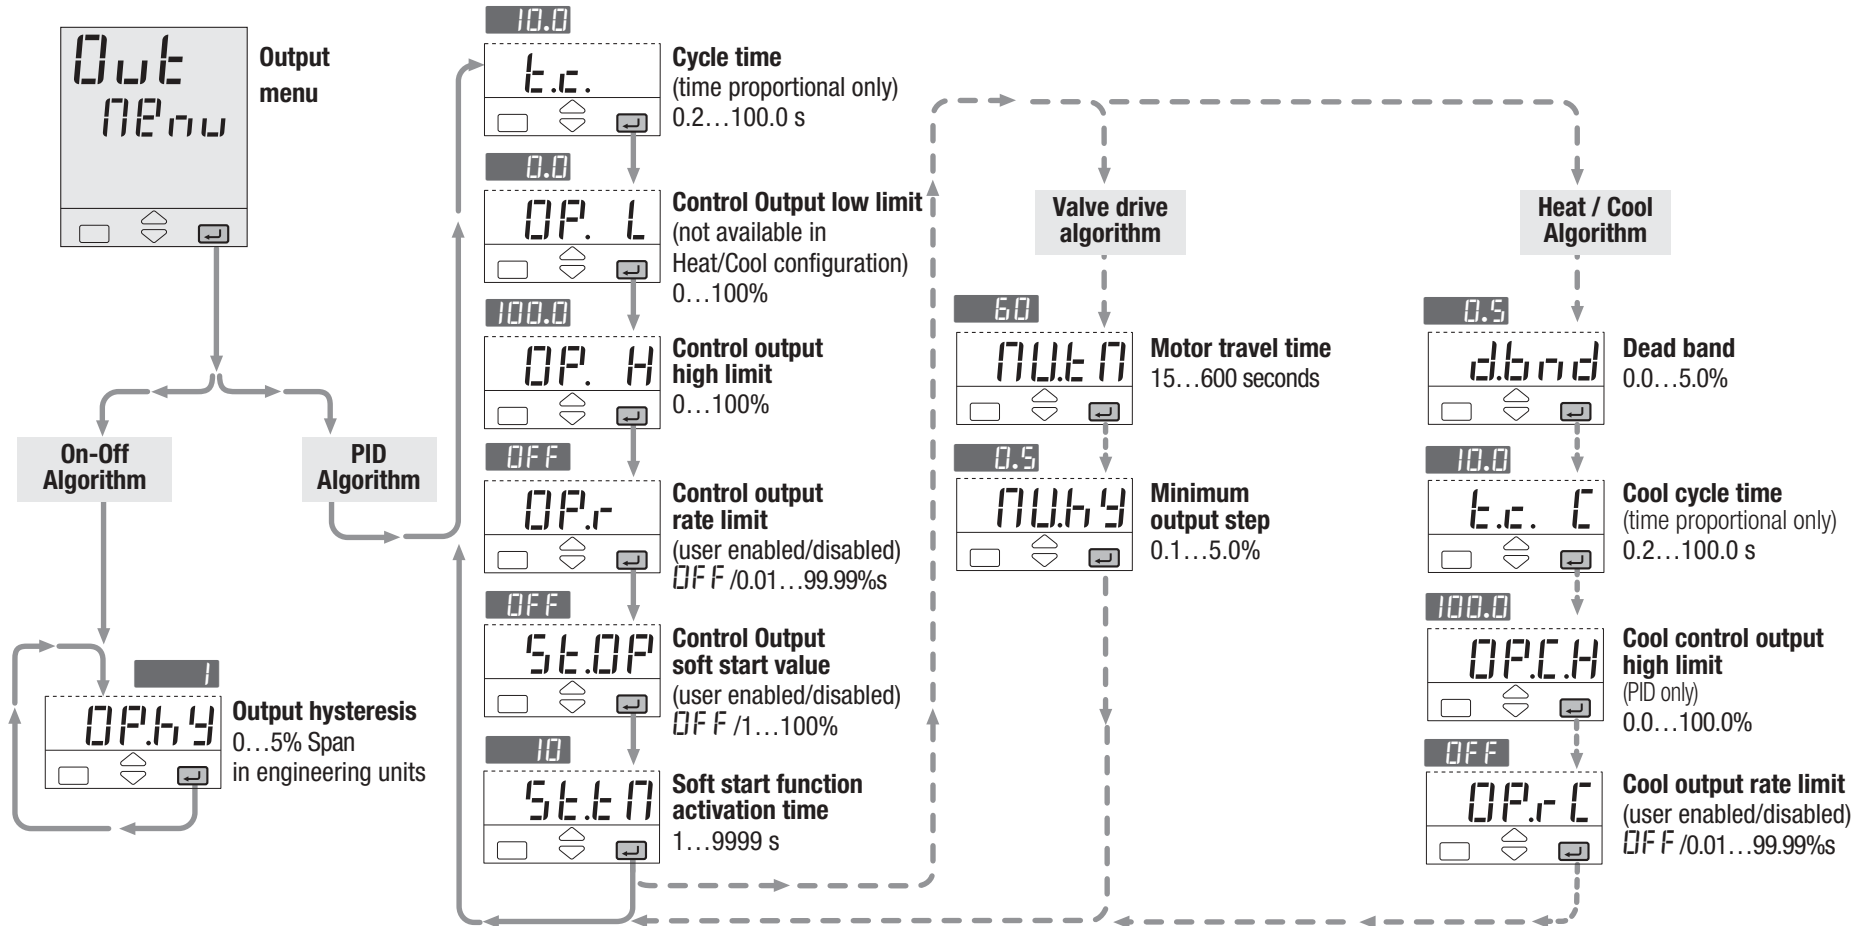 Out
MEnu
Output
menu
On-Off
Algorithm
PID
Algorithm
1
OP.hy
Output hysteresis
0…5% Span
in engineering units
10.0
t.c.
Cycle time
(time proportional only)
0.2…100.0 s
0.0
OP. L
Control Output low limit
(not available in
Heat/Cool configuration)
0…100%
100.0
OP. H
Control output
high limit
0…100%
OFF
OP.r
Control output
rate limit
(user enabled/disabled)
OFF /0.01…99.99%s
OFF
St.OP
Control Output
soft start value
(user enabled/disabled)
OFF /1…100%
10
St.tM
Soft start function
activation time
1…9999 s
Valve drive
algorithm
60
MV.tM
Motor travel time
15…600 seconds
0.5
MV.hy
Minimum
output step
0.1…5.0%
Heat / Cool
Algorithm
0.5
d.bnd
Dead band
0.0…5.0%
10.0
t.c. C
Cool cycle time
(time proportional only)
0.2…100.0 s
100.0
OP.C.H
Cool control output
high limit
(PID only)
0.0…100.0%
OFF
OP.r C
Cool output rate limit
(user enabled/disabled)
OFF /0.01…99.99%s